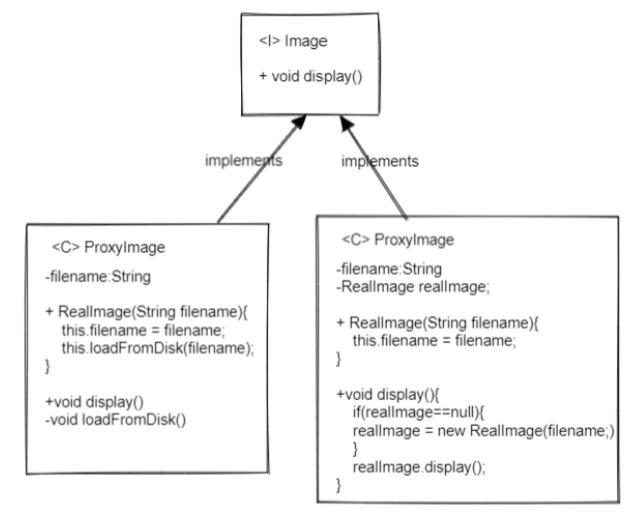 <I> Image
+ void display()
implements
implements
<C> ProxyImage
-filename:String
+ RealImage(String filename){
this.filename = filename;
this.loadFromDisk(filename);
}
+void display()
-void loadFromDisk()
<C> ProxyImage
-filename:String
-RealImage realImage;
+ RealImage(String filename){
this.filename = filename;
}
+void display(){
if(realImage==null){
realImage = new RealImage(filename;)
}
realImage.display();
}